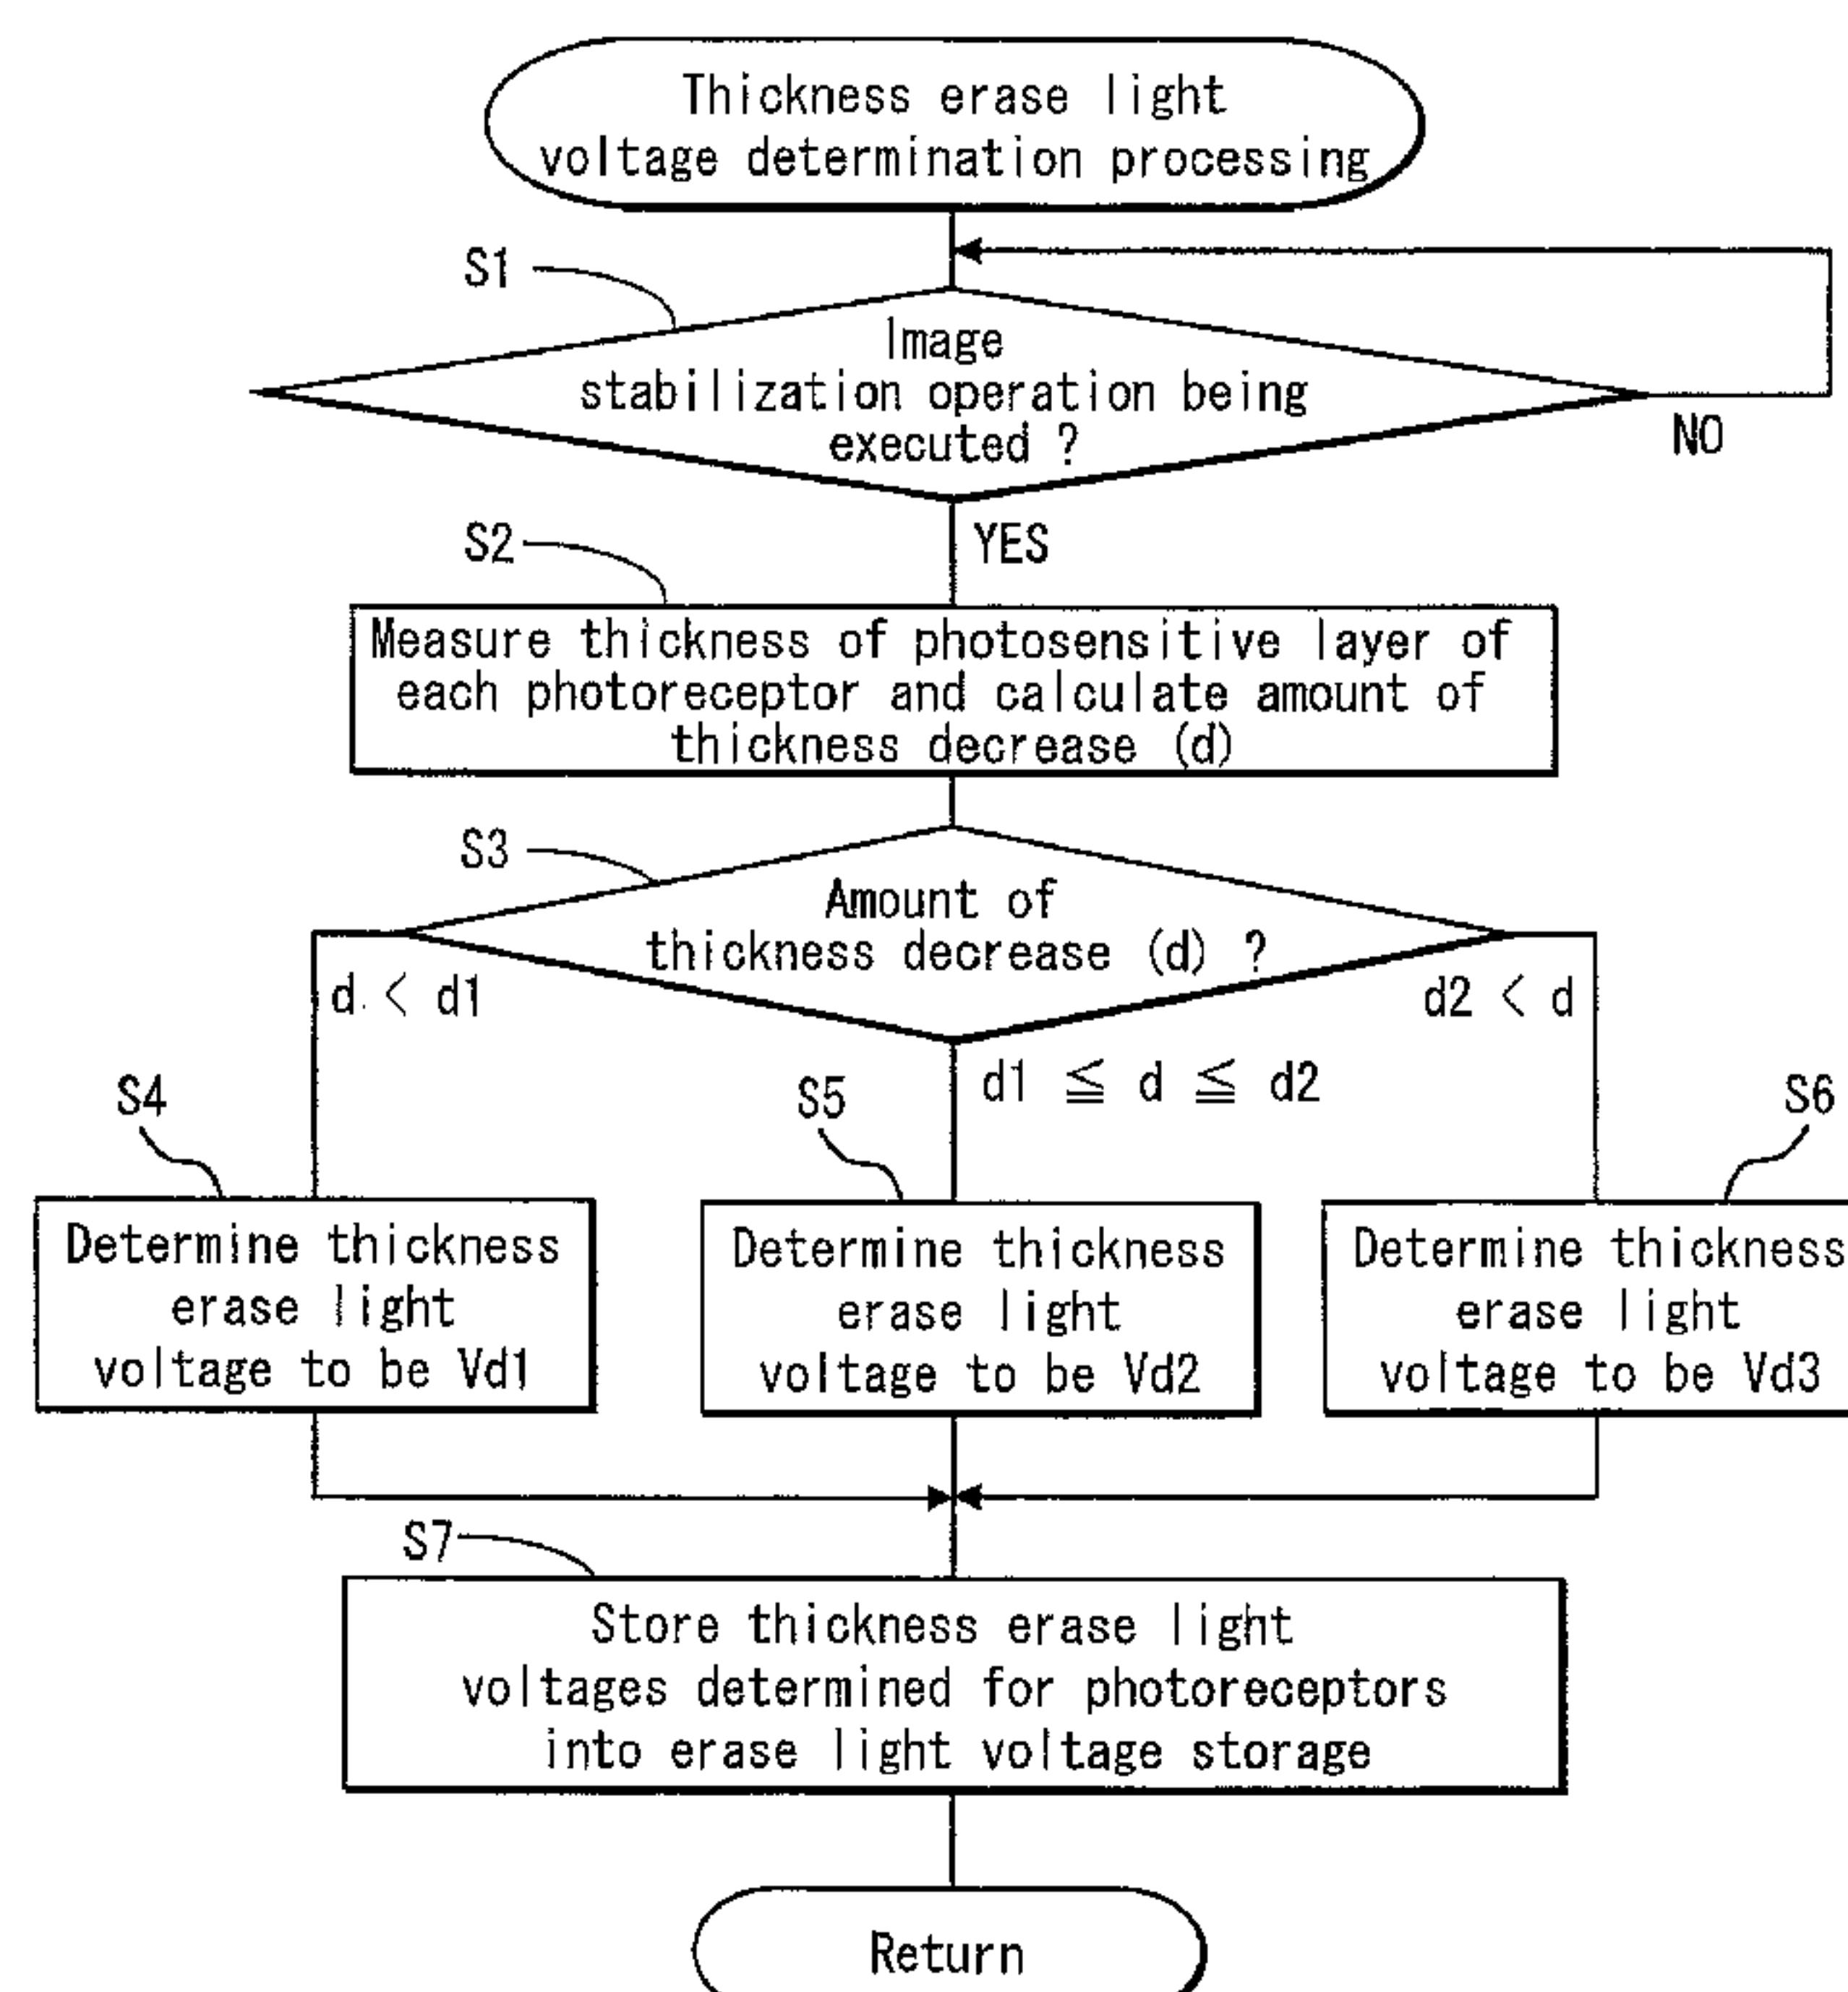 Thickness erase light
voltage determination processing
S1
Image
stabilization operation being
executed ?
NO
S2
YES
Measure thickness of photosensitive layer of
each photoreceptor and calculate amount of
thickness decrease (d)
S3
Amount of
thickness decrease (d) ?
d < d1
d2 < d
d1 ≦ d ≦ d2
S4
S5
S6
Determine thickness
erase light
voltage to be Vd1
Determine thickness
erase light
voltage to be Vd2
Determine thickness
erase light
voltage to be Vd3
S7
Store thickness erase light
voltages determined for photoreceptors
into erase light voltage storage
Return